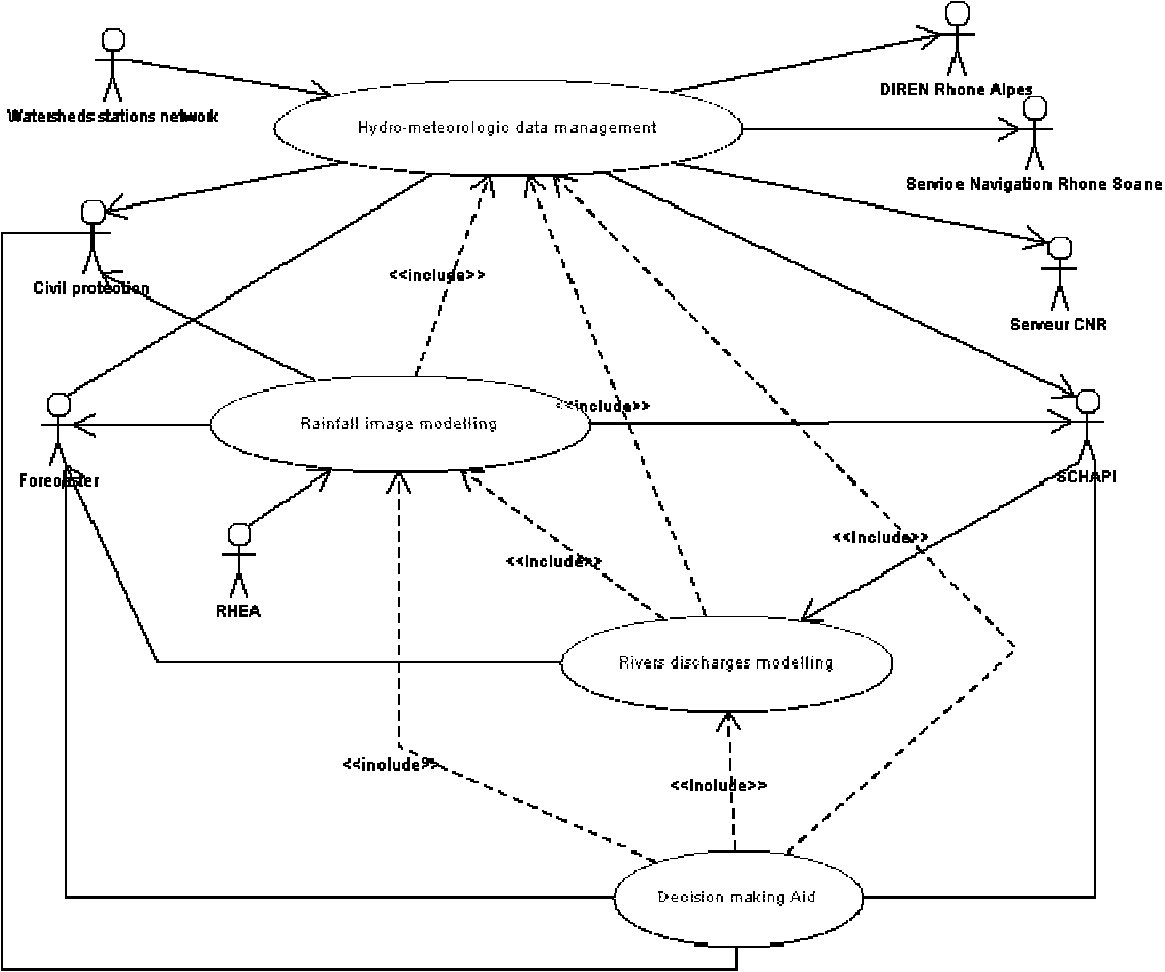 DIREN Rhone Alpes
Watersheds stations network
Hydro-meteorologic data management
Service Navigation Rhone Soane
<<include>>
Civil protection
Serveur CNR
<<include>>
Rainfall image modelling
Forecaster
SCHAPI
<<include>>
<<include>>
RHEA
Rivers discharges modelling
<<include>>
<<include>>
Decision making Aid